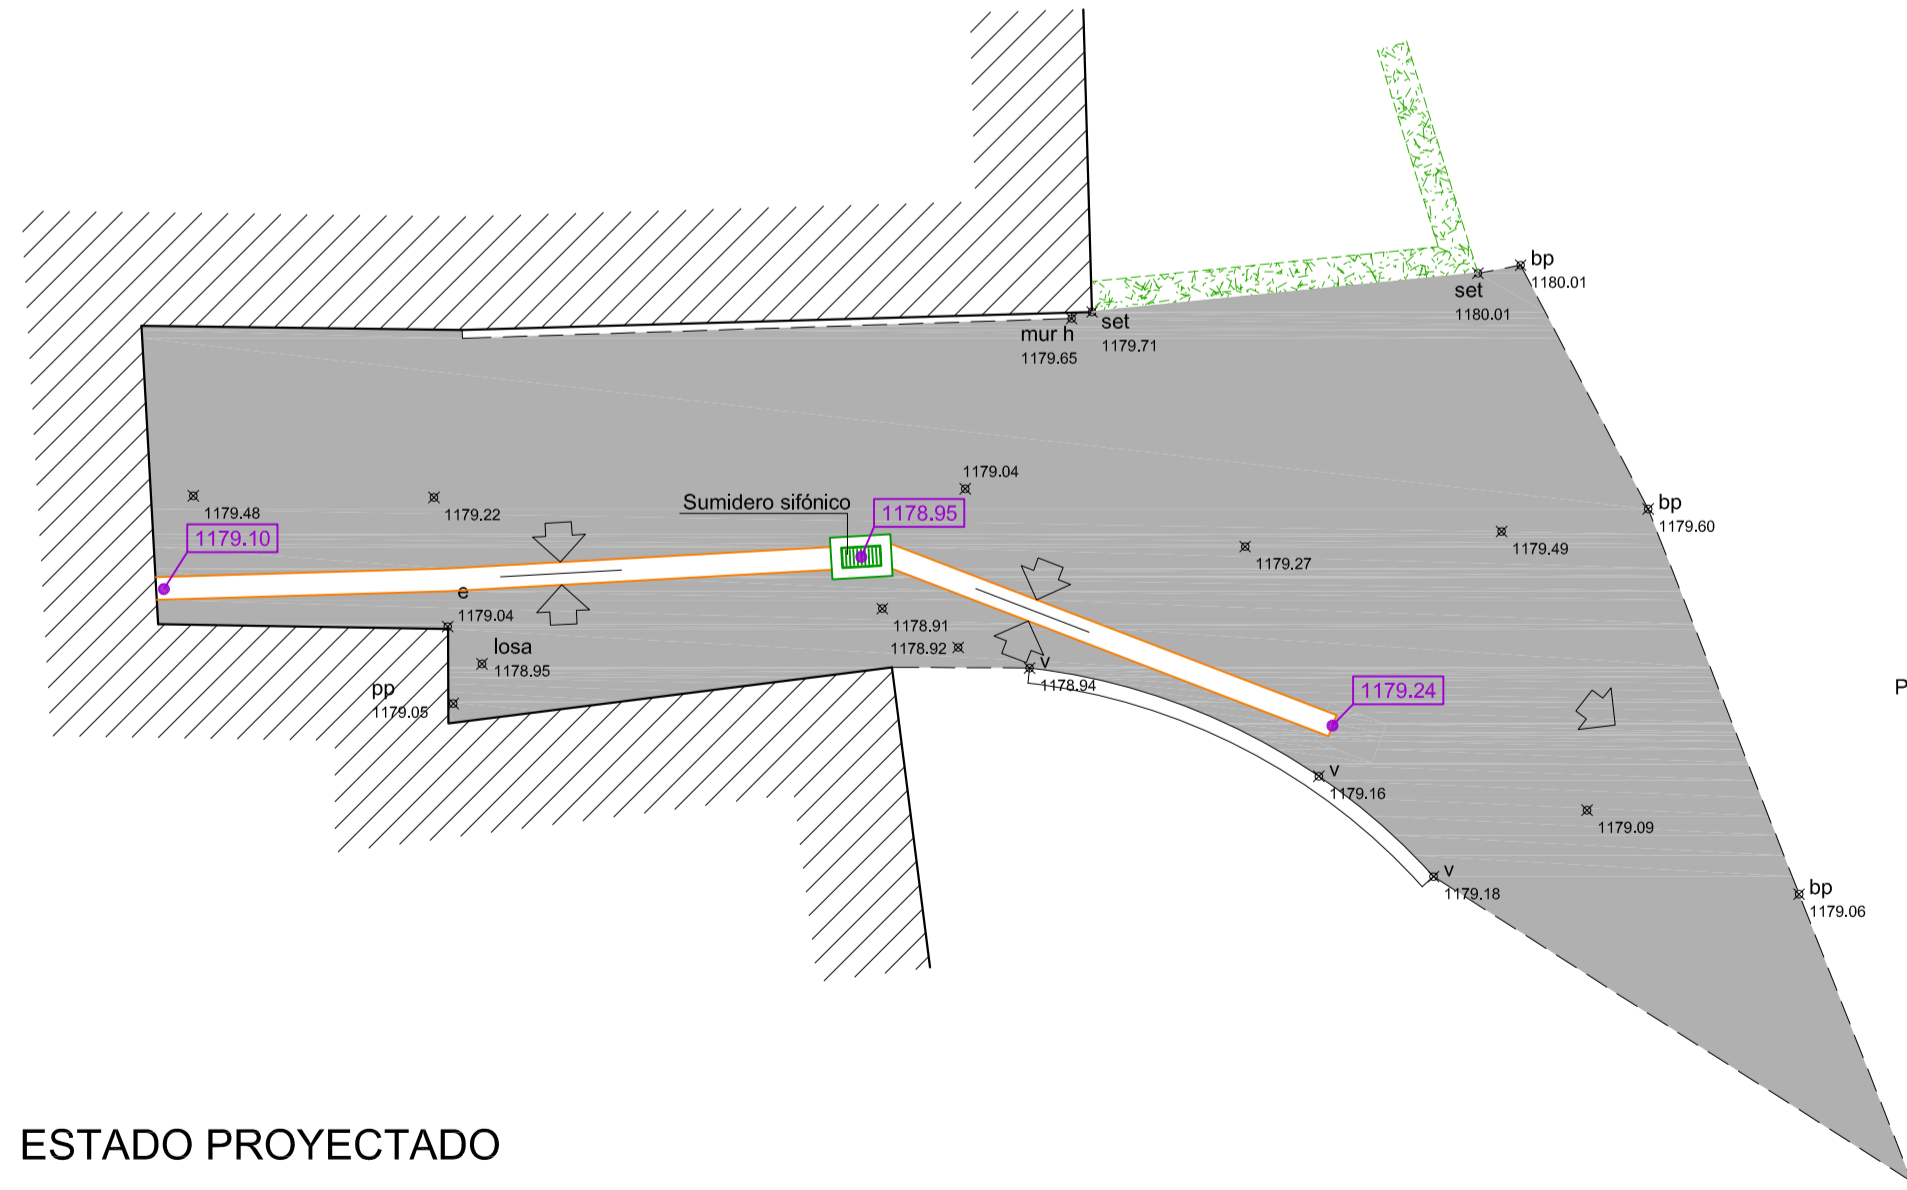 bp
1180.01
set
1180.01
set
1179.71
mur h
1179.65
1179.04
Sumidero sifónico
1178.95
1179.48
1179.22
1179.10
bp
1179.60
1179.49
1179.27
e
1179.04
1178.91
1178.92
losa
1178.95
v
1178.94
pp
1179.05
1179.24
P
v
1179.16
1179.09
v
1179.18
bp
1179.06
ESTADO PROYECTADO